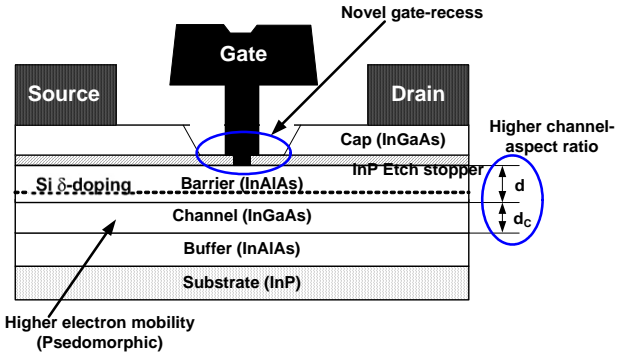 Novel gate-recess
Gate
Source
Drain
Higher channel-
aspect ratio
Cap (InGaAs)
InP Etch stopper
Si δ-doping
Barrier (InAlAs)
d
Channel (InGaAs)
dC
Buffer (InAlAs)
Substrate (InP)
Higher electron mobility
(Psedomorphic)